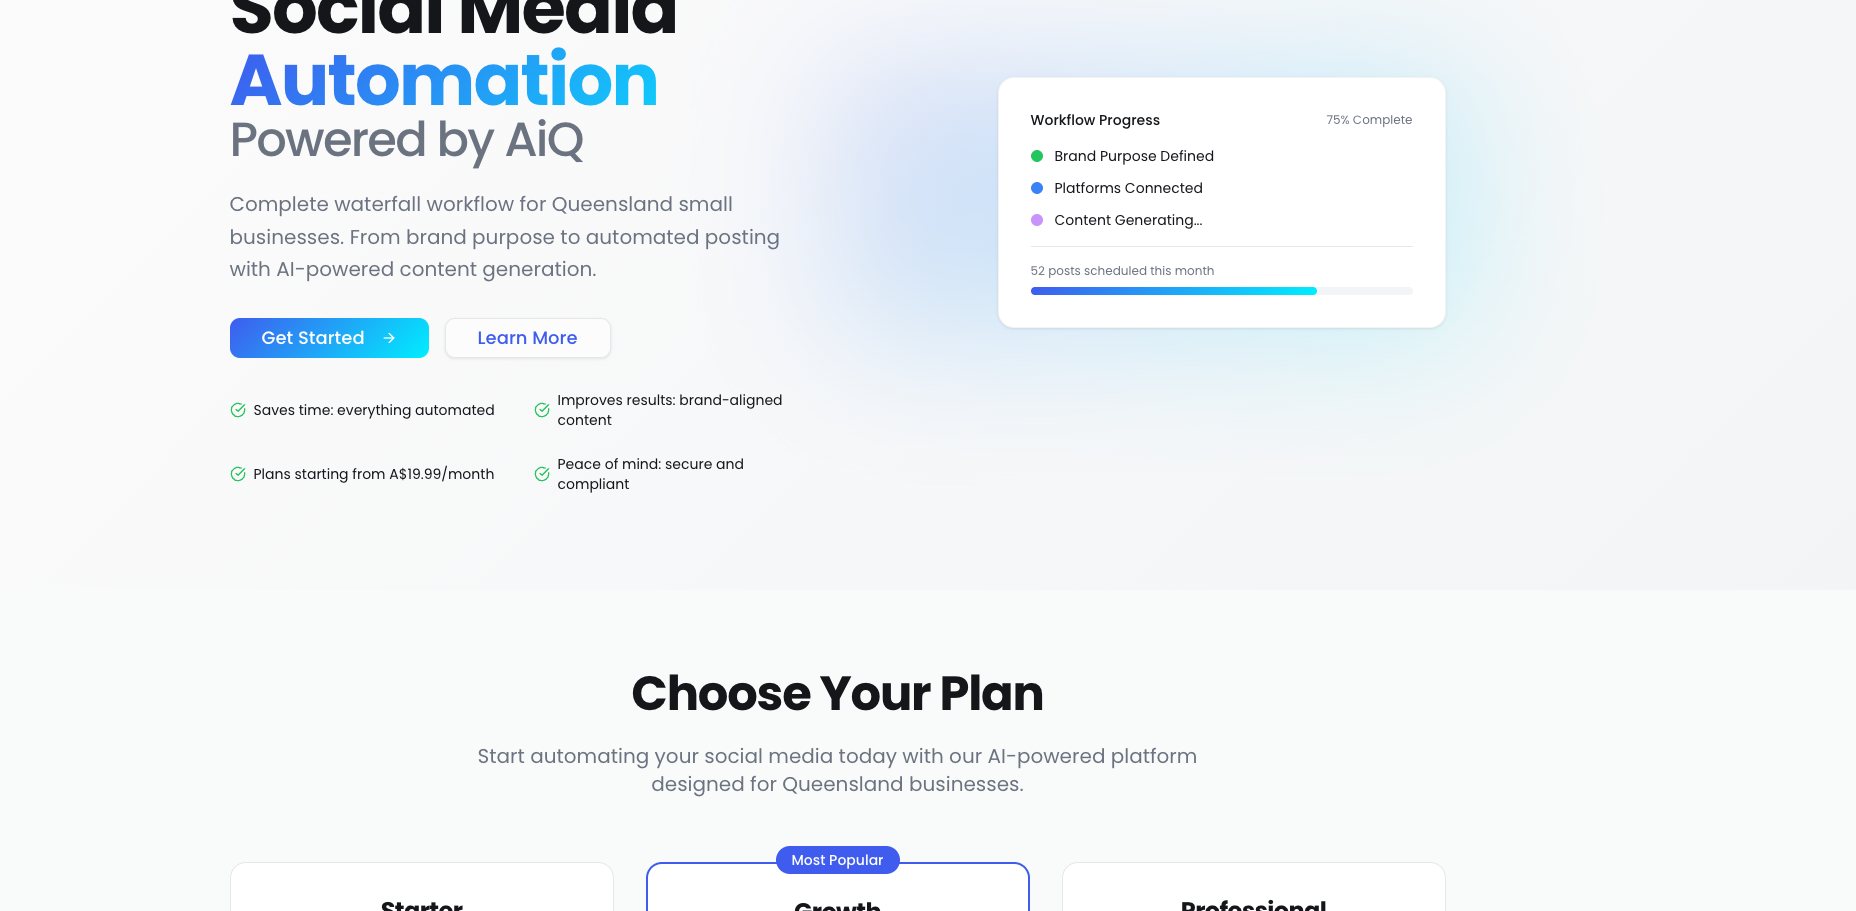 Social Media
Automation
Powered by AiQ
Complete waterfall workflow for Queensland small
businesses. From brand purpose to automated posting
with AI-powered content generation.
Get Started
Learn More
Saves time: everything automated
Improves results: brand-aligned
content
Plans starting from A$19.99/month
Peace of mind: secure and
compliant
Workflow Progress
75% Complete
Brand Purpose Defined
Platforms Connected
Content Generating...
52 posts scheduled this month
Choose Your Plan
Start automating your social media today with our AI-powered platform
designed for Queensland businesses.
Most Popular
Starter
Growth
Professional